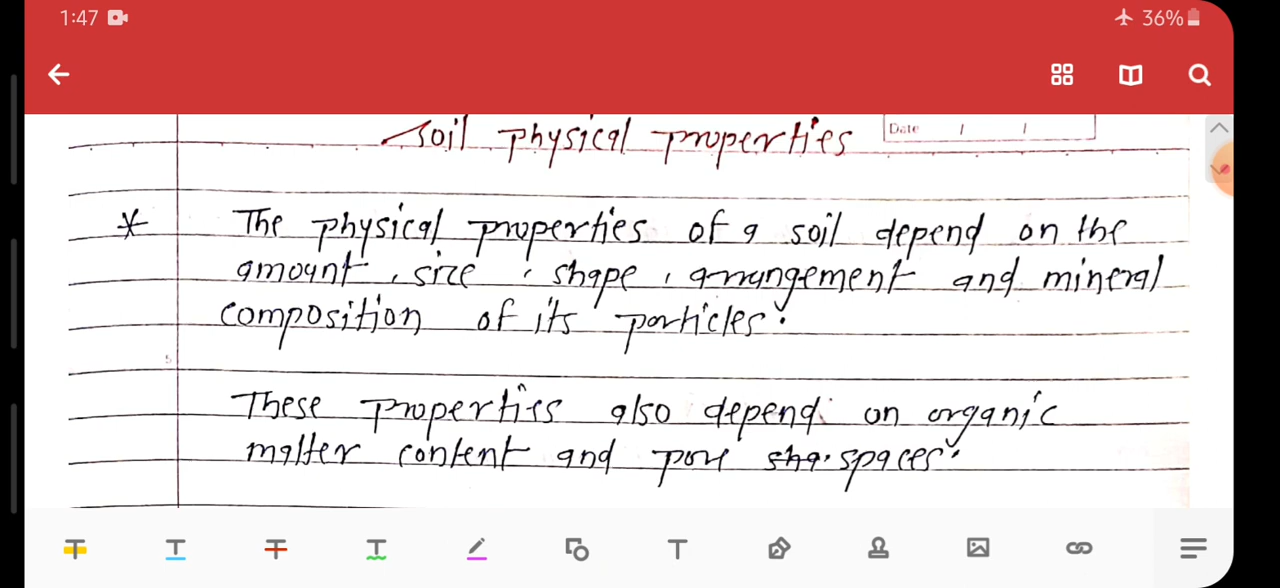 1:47
36%
Soil physical properties
Date / /
* The physical properties of a soil depend on the
amount, size, shape, arrangement and mineral
composition of its particles.
These properties also depend on organic
matter content and pore sha. spaces.